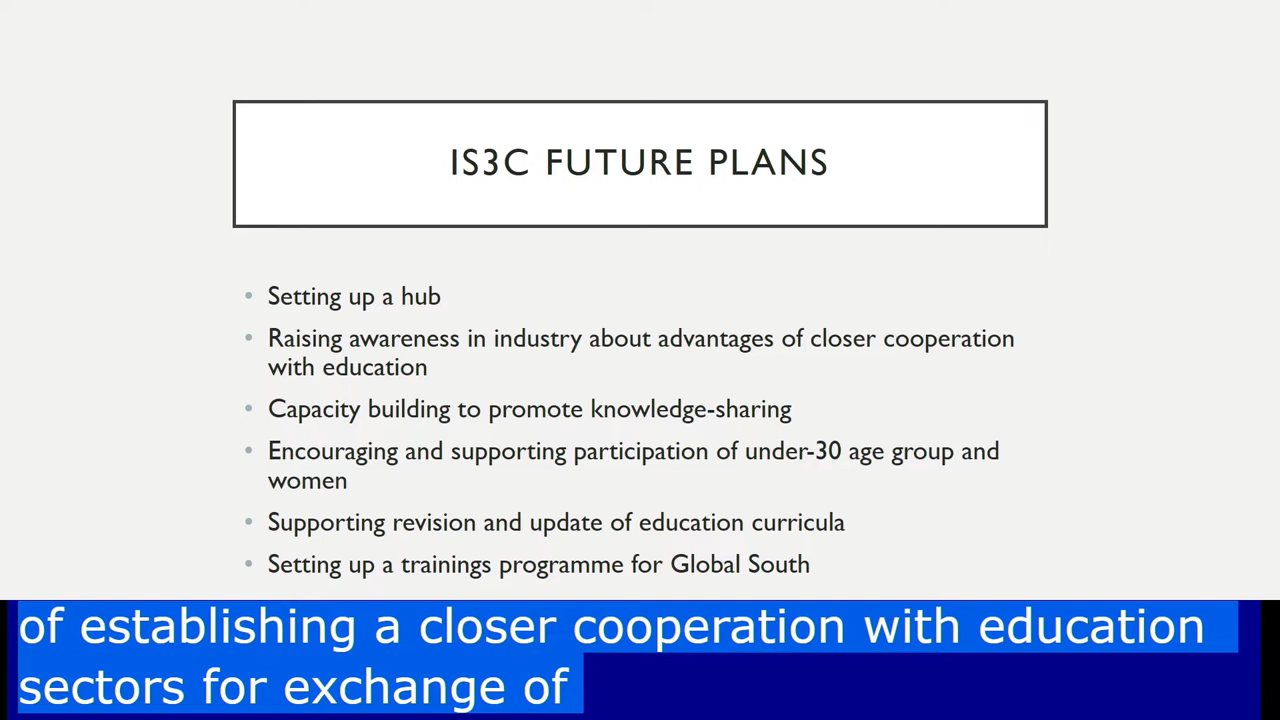 IS3C FUTURE PLANS
• Setting up a hub
• Raising awareness in industry about advantages of closer cooperation
with education
• Capacity building to promote knowledge-sharing
• Encouraging and supporting participation of under-30 age group and
women
• Supporting revision and update of education curricula
• Setting up a trainings programme for Global South
of establishing a closer cooperation with education
sectors for exchange of